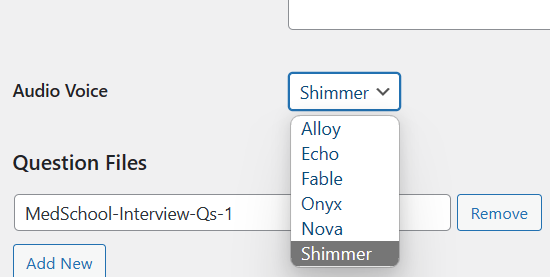 Audio Voice
Shimmer
Alloy
Echo
Fable
Onyx
Nova
Shimmer
Question Files
MedSchool-Interview-Qs-1
Remove
Add New